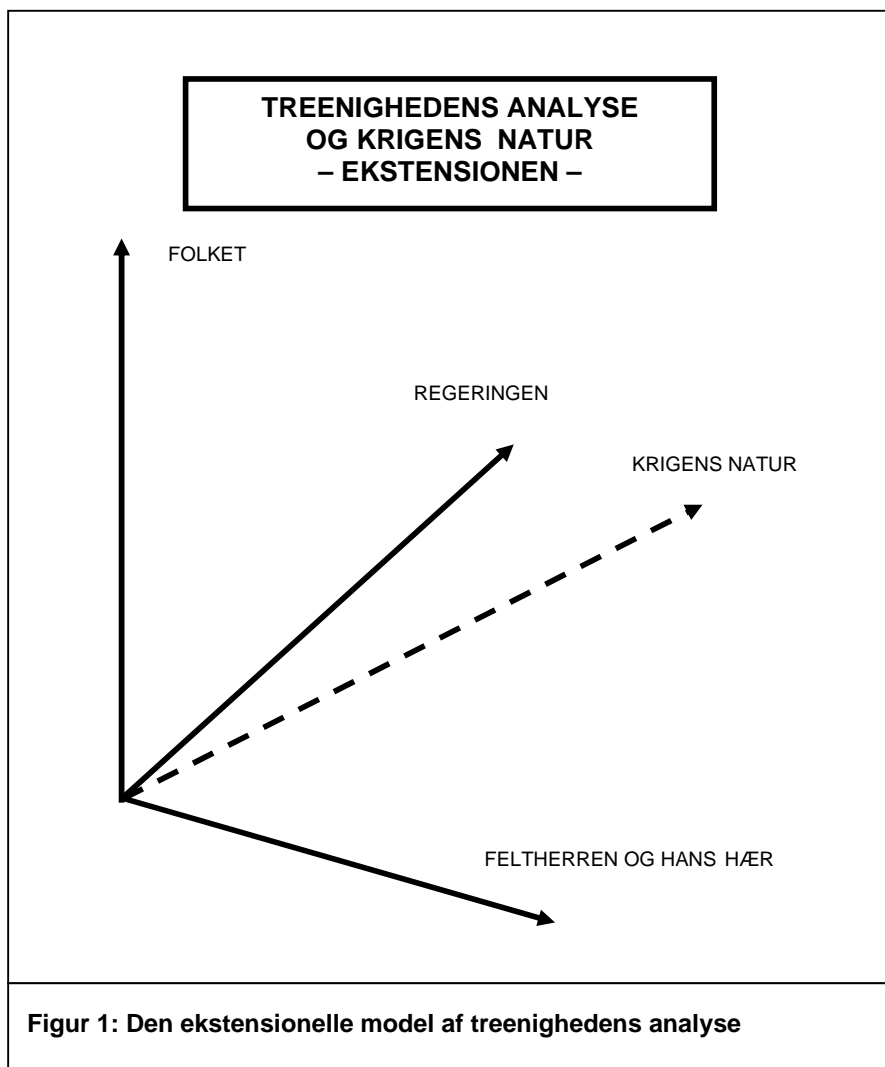 TREENIGHEDENS ANALYSE
OG KRIGENS NATUR
– EKSTENSIONEN –
FOLKET
REGERINGEN
KRIGENS NATUR
FELTHERREN OG HANS HÆR
Figur 1: Den ekstensionelle model af treenighedens analyse